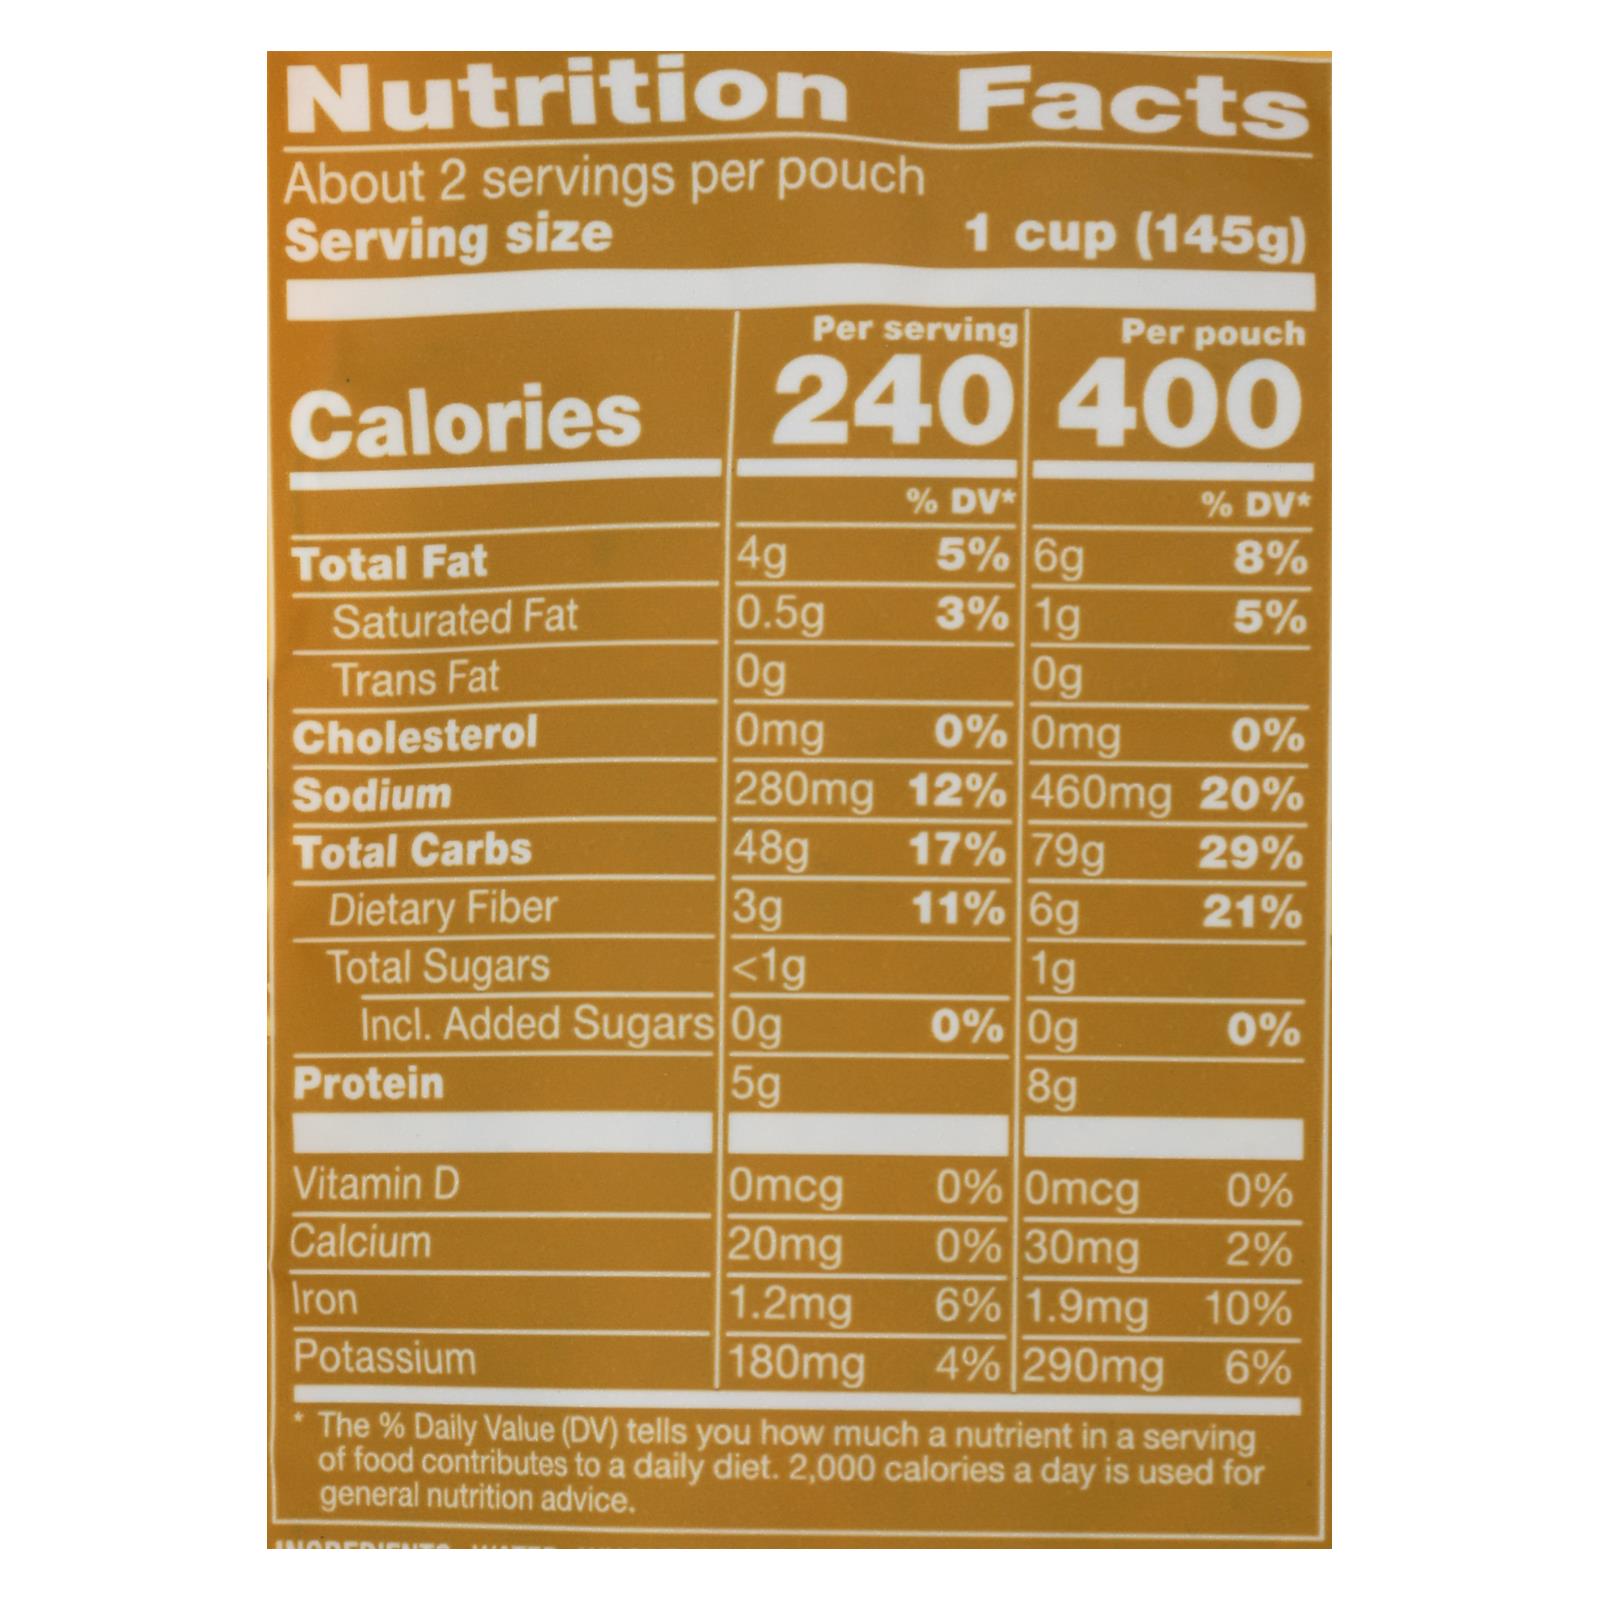 Nutrition Facts
About 2 servings per pouch
Serving size 1 cup (145g)
Per serving Per pouch
Calories 240 400
% DV* % DV*
Total Fat 4g 5% 6g 8%
Saturated Fat 0.5g 3% 1g 5%
Trans Fat 0g 0g
Cholesterol 0mg 0% 0mg 0%
Sodium 280mg 12% 460mg 20%
Total Carbs 48g 17% 79g 29%
Dietary Fiber 3g 11% 6g 21%
Total Sugars <1g 1g
Incl. Added Sugars 0g 0% 0g 0%
Protein 5g 8g
Vitamin D 0mcg 0% 0mcg 0%
Calcium 20mg 0% 30mg 2%
Iron 1.2mg 6% 1.9mg 10%
Potassium 180mg 4% 290mg 6%
* The % Daily Value (DV) tells you how much a nutrient in a serving
of food contributes to a daily diet. 2,000 calories a day is used for
general nutrition advice.
INGREDIENTS WATER